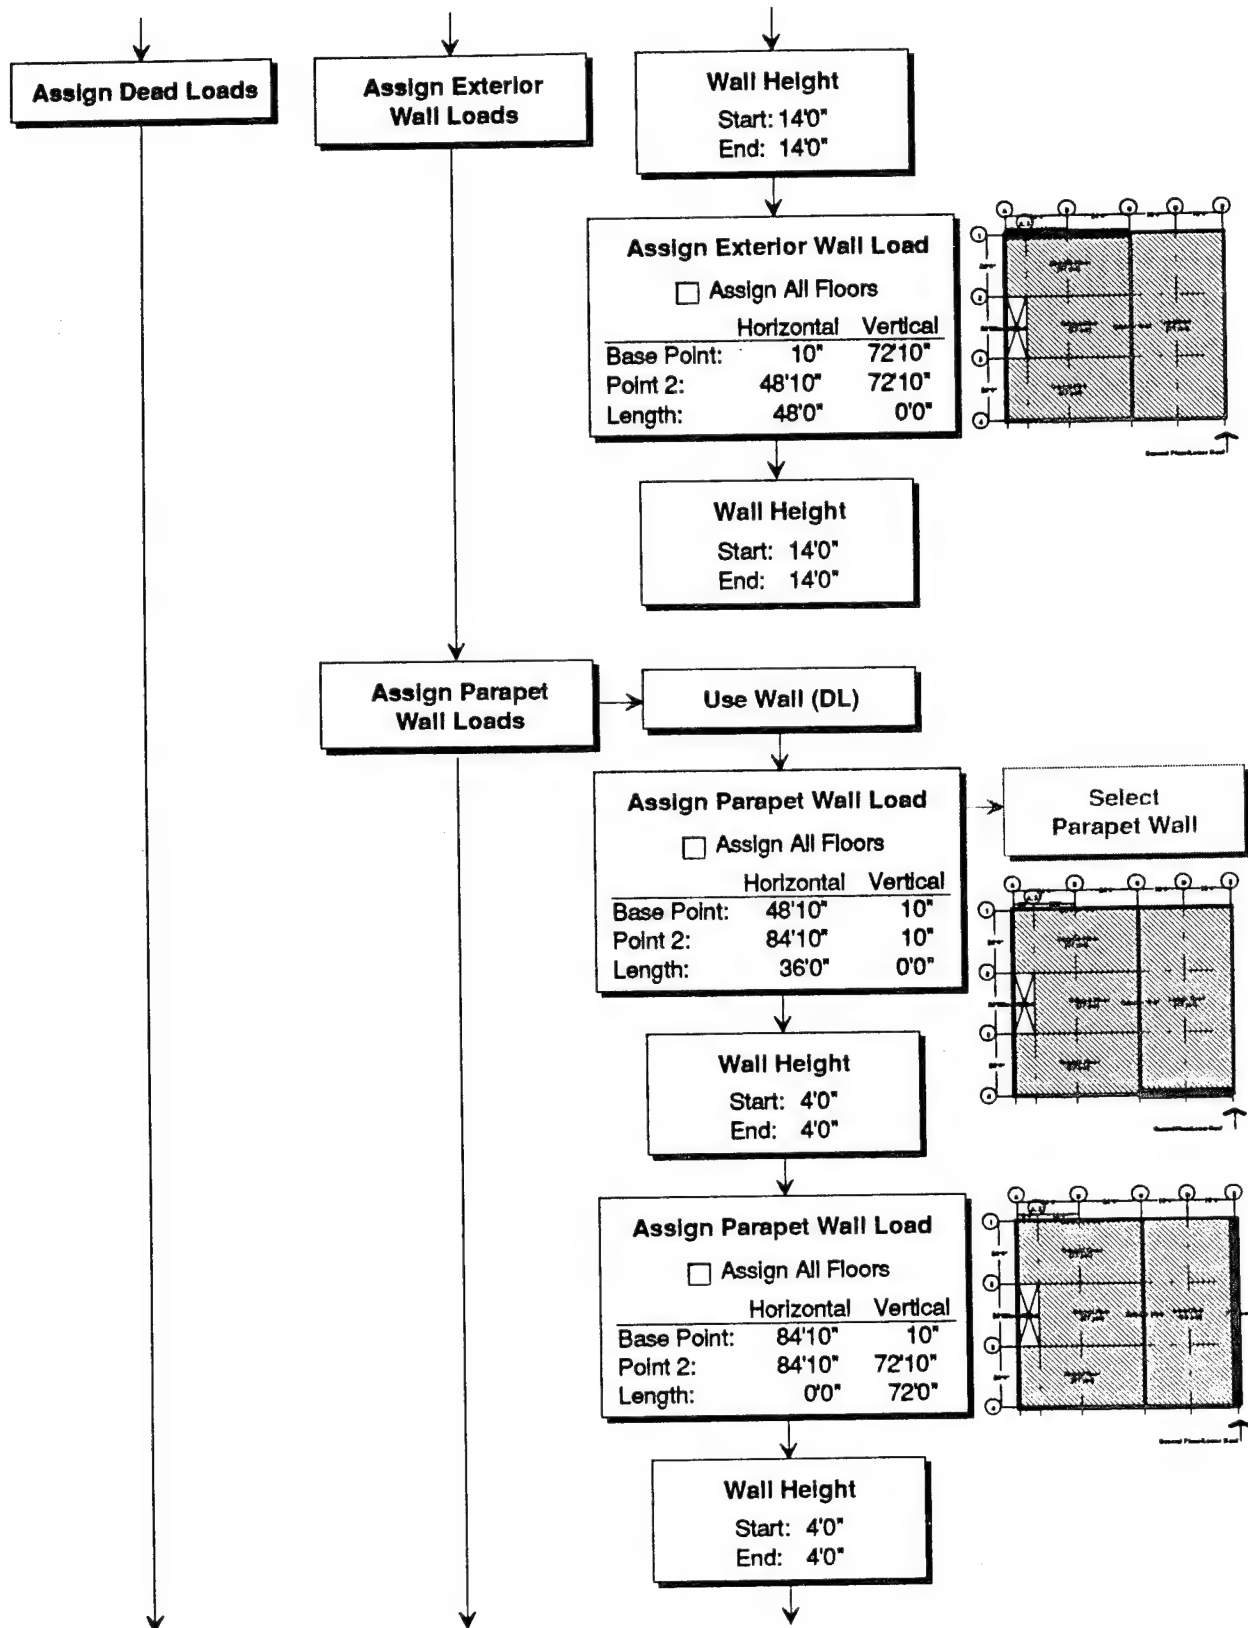 Assign Dead Loads
Assign Exterior
Wall Loads
Wall Height
Start: 14'0"
End: 14'0"
Assign Exterior Wall Load
Assign All Floors
Horizontal Vertical
Base Point: 10" 72'10"
Point 2: 48'10" 72'10"
Length: 48'0" 0'0"
Wall Height
Start: 14'0"
End: 14'0"
Assign Parapet
Wall Loads
Use Wall (DL)
Assign Parapet Wall Load
Assign All Floors
Horizontal Vertical
Base Point: 48'10" 10"
Point 2: 84'10" 10"
Length: 36'0" 0'0"
Select
Parapet Wall
Wall Height
Start: 4'0"
End: 4'0"
Assign Parapet Wall Load
Assign All Floors
Horizontal Vertical
Base Point: 84'10" 10"
Point 2: 84'10" 72'10"
Length: 0'0" 72'0"
Wall Height
Start: 4'0"
End: 4'0"